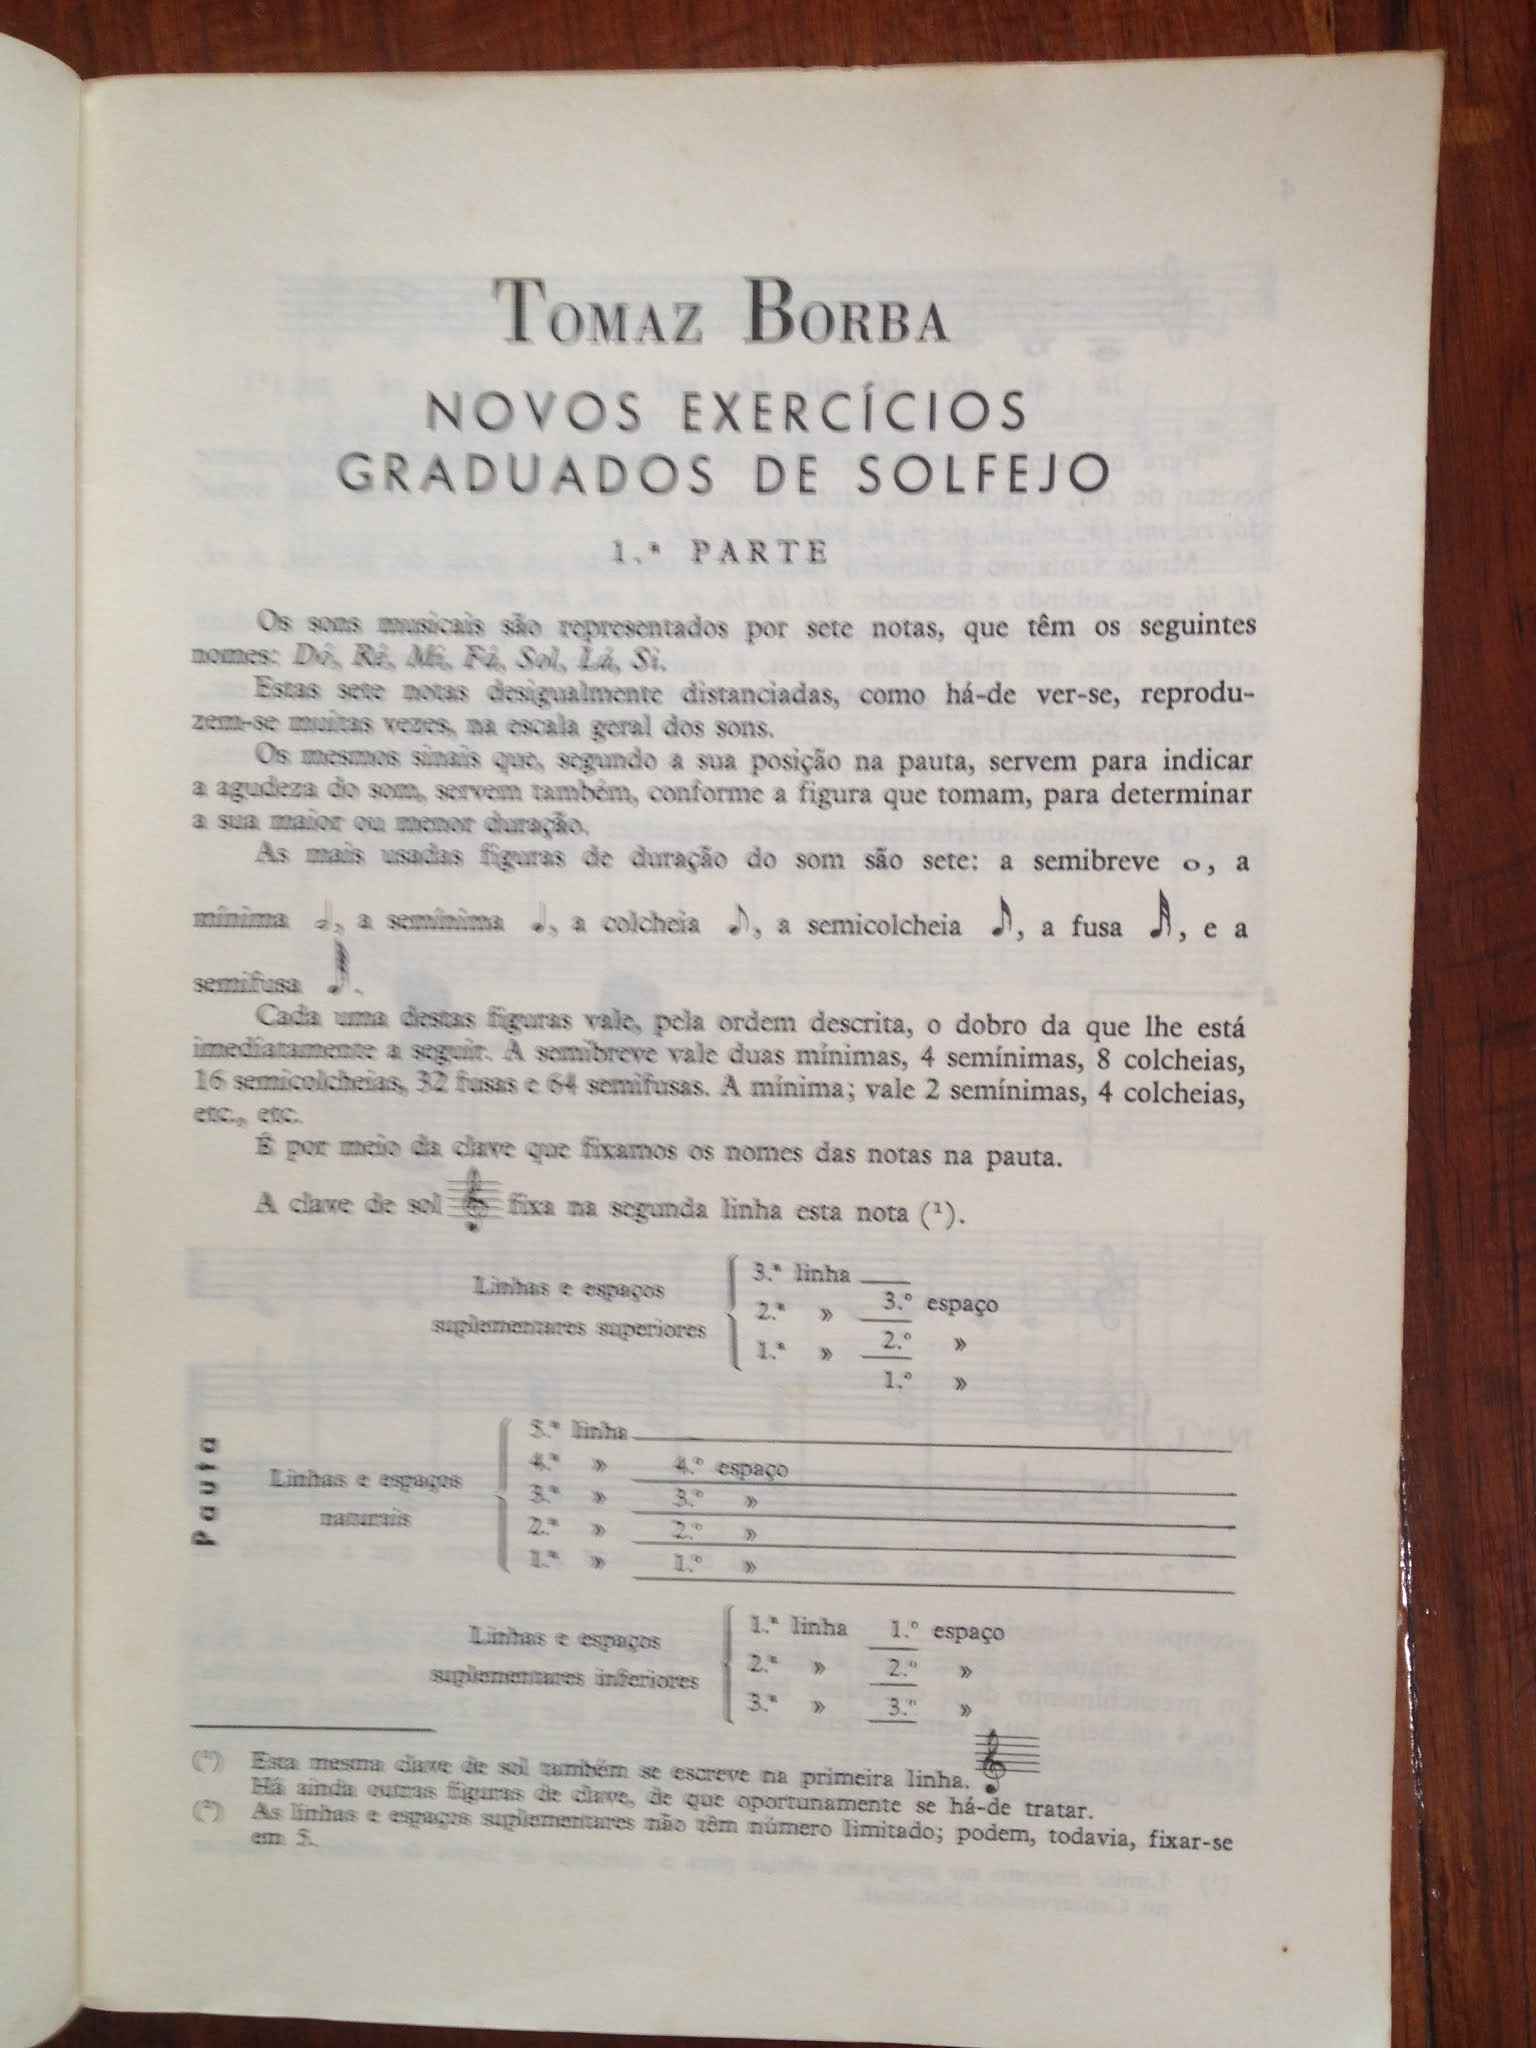 TOMAZ BORBA
NOVOS EXERCÍCIOS
GRADUADOS DE SOLFEJO
1.ª PARTE
Os sons musicais são representados por sete notas, que têm os seguintes
nomes: Dó, Ré, Mi, Fá, Sol, Lá, Si.
Estas sete notas desigualmente distanciadas, como há-de ver-se, reprodu-
zem-se muitas vezes, na escala geral dos sons.
Os mesmos sinais que, segundo a sua posição na pauta, servem para indicar
a agudeza do som, servem também, conforme a figura que tomam, para determinar
a sua maior ou menor duração.
As mais usadas figuras de duração do som são sete: a semibreve , a
mínima , a semínima , a colcheia , a semicolcheia , a fusa , e a
semifusa .
Cada uma destas figuras vale, pela ordem descrita, o dobro da que lhe está
imediatamente a seguir. A semibreve vale duas mínimas, 4 semínimas, 8 colcheias,
16 semicolcheias, 32 fusas e 64 semifusas. A mínima; vale 2 semínimas, 4 colcheias,
etc., etc.
É por meio da clave que fixamos os nomes das notas na pauta.
A clave de sol fixa na segunda linha esta nota (¹).
3.ª linha
Linhas e espaços 3.º espaço
2.ª »
suplementares superiores 2.º »
1.ª »
1.º »
Pauta
5.ª linha
4.ª » 4.º espaço
Linhas e espaços 3.ª » 3.º »
naturais 2.ª » 2.º »
1.ª » 1.º »
1.ª linha 1.º espaço
Linhas e espaços
2.ª » 2.º »
suplementares inferiores
3.ª » 3.º »
(¹) Esta mesma clave de sol também se escreve na primeira linha.
Há ainda outras figuras de clave, de que oportunamente se há-de tratar.
(²) As linhas e espaços suplementares não têm número limitado; podem, todavia, fixar-se
em 5.